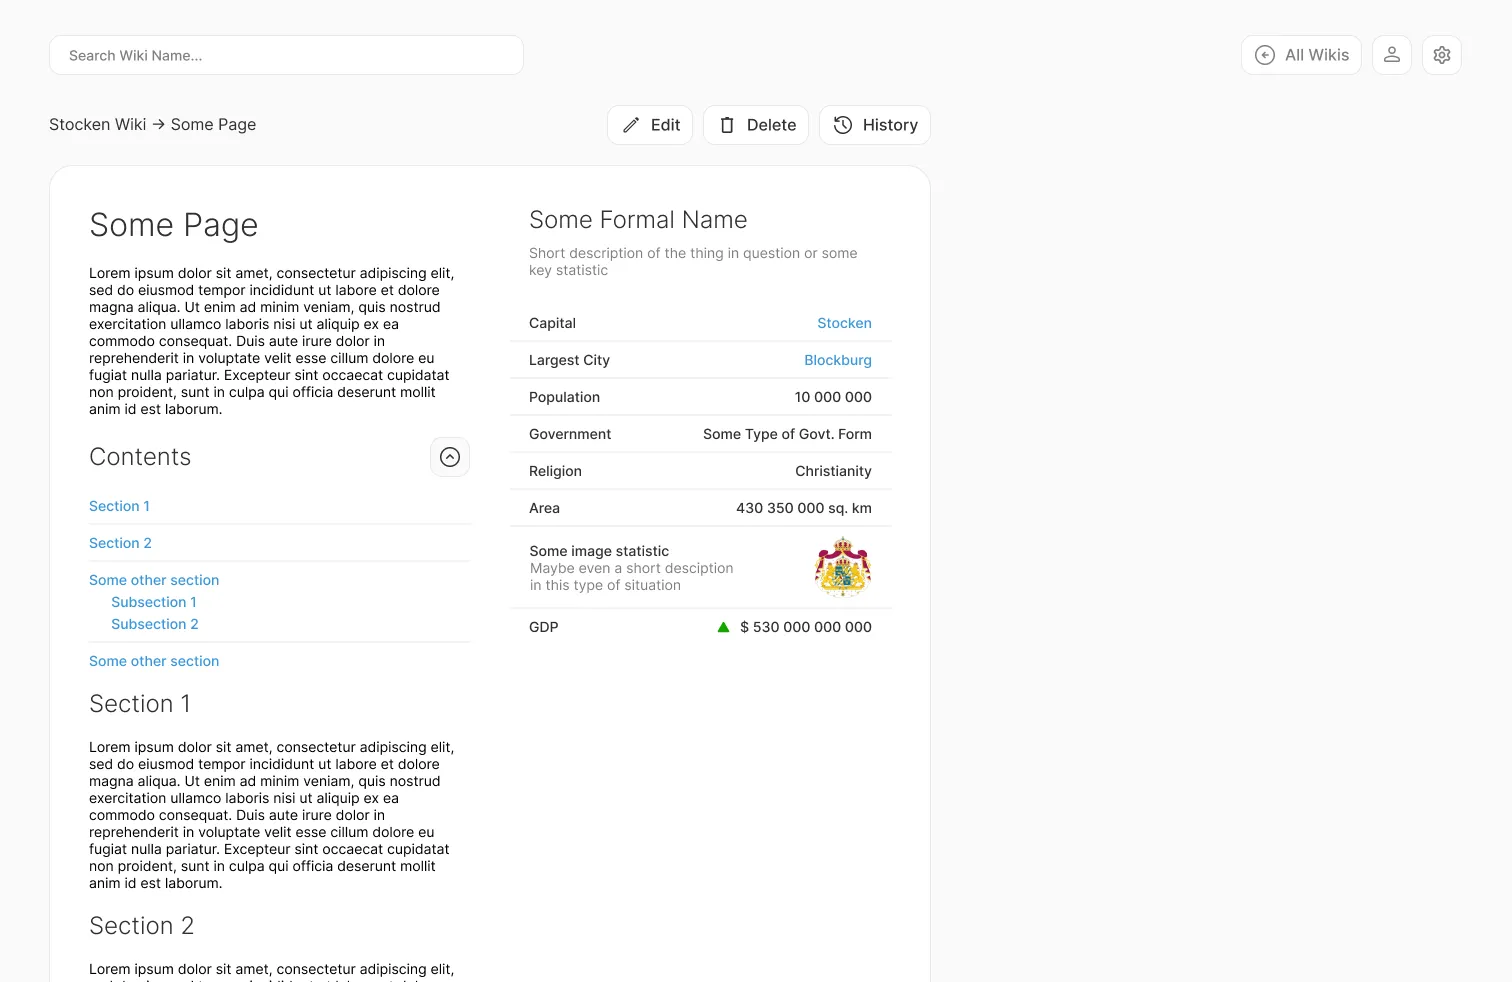 Search Wiki Name...
All Wikis
Stocken Wiki → Some Page
Edit
Delete
History
Some Page
Lorem ipsum dolor sit amet, consectetur adipiscing elit,
sed do eiusmod tempor incididunt ut labore et dolore
magna aliqua. Ut enim ad minim veniam, quis nostrud
exercitation ullamco laboris nisi ut aliquip ex ea
commodo consequat. Duis aute irure dolor in
reprehenderit in voluptate velit esse cillum dolore eu
fugiat nulla pariatur. Excepteur sint occaecat cupidatat
non proident, sunt in culpa qui officia deserunt mollit
anim id est laborum.
Contents
Section 1
Section 2
Some other section
Subsection 1
Subsection 2
Some other section
Section 1
Lorem ipsum dolor sit amet, consectetur adipiscing elit,
sed do eiusmod tempor incididunt ut labore et dolore
magna aliqua. Ut enim ad minim veniam, quis nostrud
exercitation ullamco laboris nisi ut aliquip ex ea
commodo consequat. Duis aute irure dolor in
reprehenderit in voluptate velit esse cillum dolore eu
fugiat nulla pariatur. Excepteur sint occaecat cupidatat
non proident, sunt in culpa qui officia deserunt mollit
anim id est laborum.
Section 2
Lorem ipsum dolor sit amet, consectetur adipiscing elit,
Some Formal Name
Short description of the thing in question or some
key statistic
Capital Stocken
Largest City Blockburg
Population 10 000 000
Government Some Type of Govt. Form
Religion Christianity
Area 430 350 000 sq. km
Some image statistic
Maybe even a short desciption
in this type of situation
GDP ▲ $ 530 000 000 000